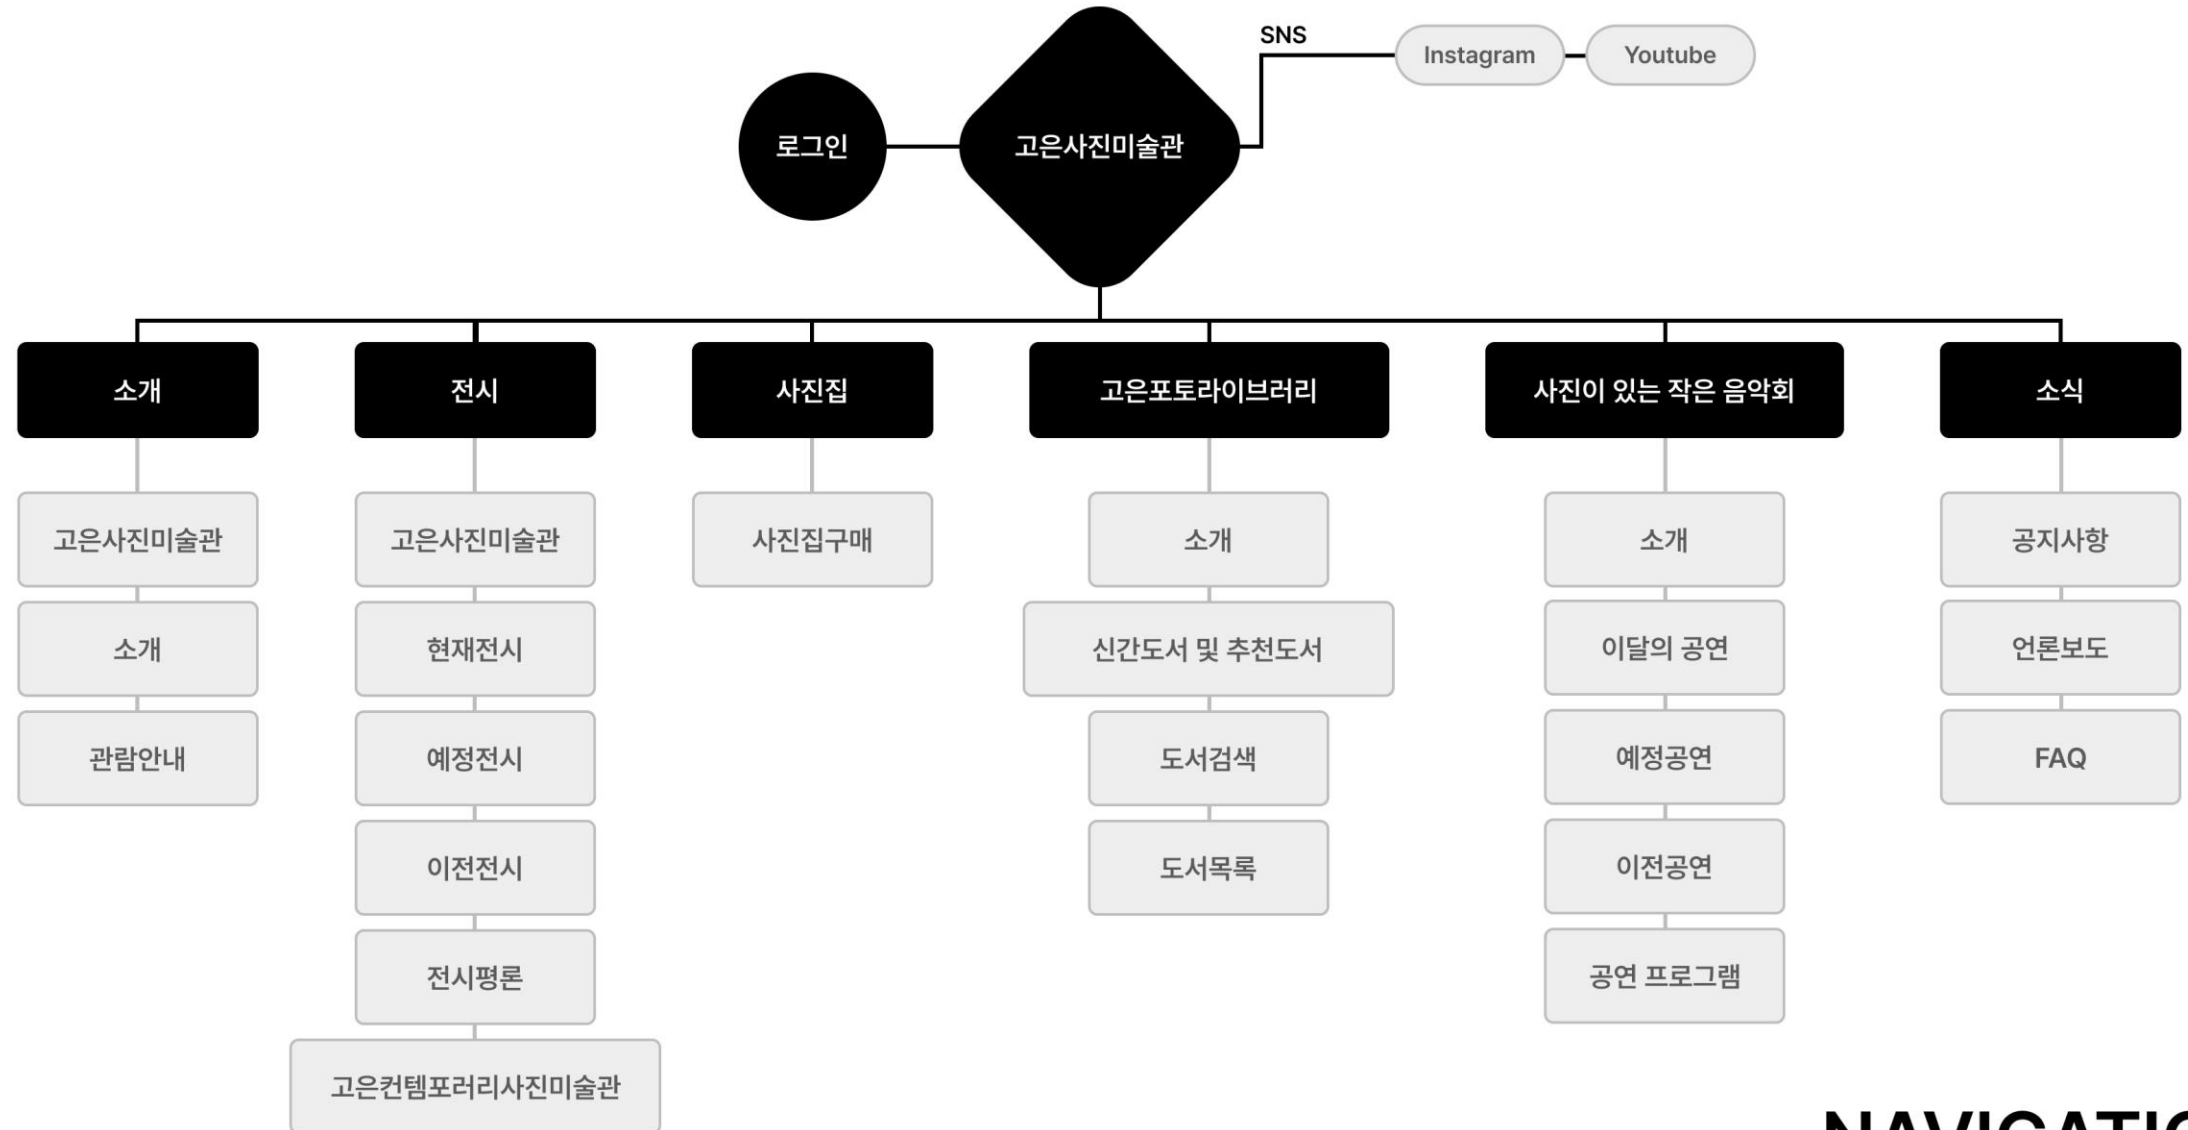 SNS
Instagram
Youtube
로그인
고은사진미술관
소개
고은사진미술관
소개
관람안내
전시
고은사진미술관
현재전시
예정전시
이전전시
전시평론
고은컨템포러리사진미술관
사진집
사진집구매
고은포토라이브러리
소개
신간도서 및 추천도서
도서검색
도서목록
사진이 있는 작은 음악회
소개
이달의 공연
예정공연
이전공연
공연 프로그램
소식
공지사항
언론보도
FAQ